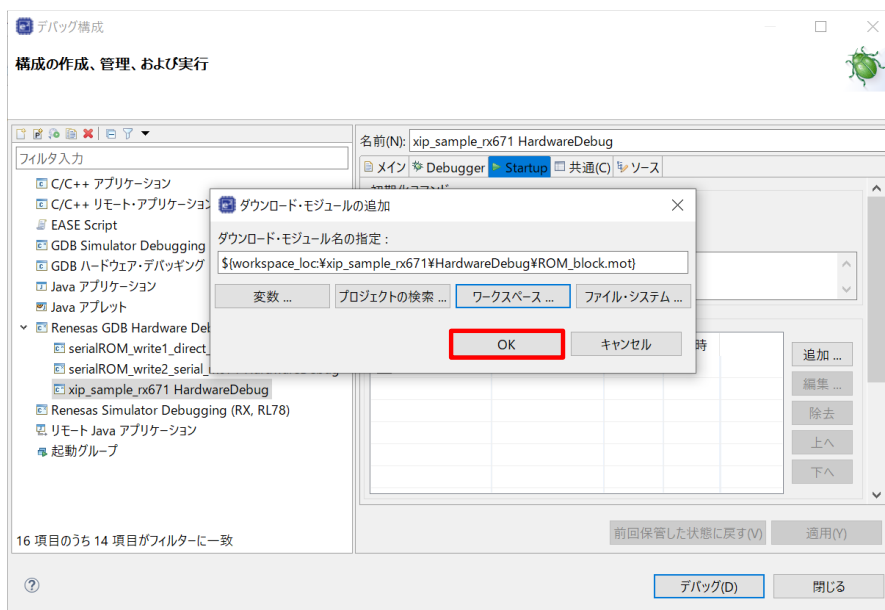 デバッグ構成
構成の作成、管理、および実行
名前(N): xip_sample_rx671 HardwareDebug
フィルタ入力
メイン Debugger Startup 共通(C) ソース
C/C++ アプリケーション
C/C++ リモート・アプリケーション
EASE Script
GDB Simulator Debugging
GDB ハードウェア・デバッギング
Java アプリケーション
Java アプレット
Renesas GDB Hardware Deb
serialROM_write1_direct_
serialROM_write2_serial_
xip_sample_rx671 HardwareDebug
Renesas Simulator Debugging (RX, RL78)
リモート Java アプリケーション
起動グループ
16 項目のうち 14 項目がフィルターに一致
ダウンロード・モジュールの追加
ダウンロード・モジュール名の指定 :
${workspace_loc:¥xip_sample_rx671¥HardwareDebug¥ROM_block.mot}
変数 ... プロジェクトの検索 ... ワークスペース ... ファイル・システム ...
OK キャンセル
時
追加 ...
編集 ...
除去
上へ
下へ
前回保管した状態に戻す(V) 適用(Y)
デバッグ(D) 閉じる